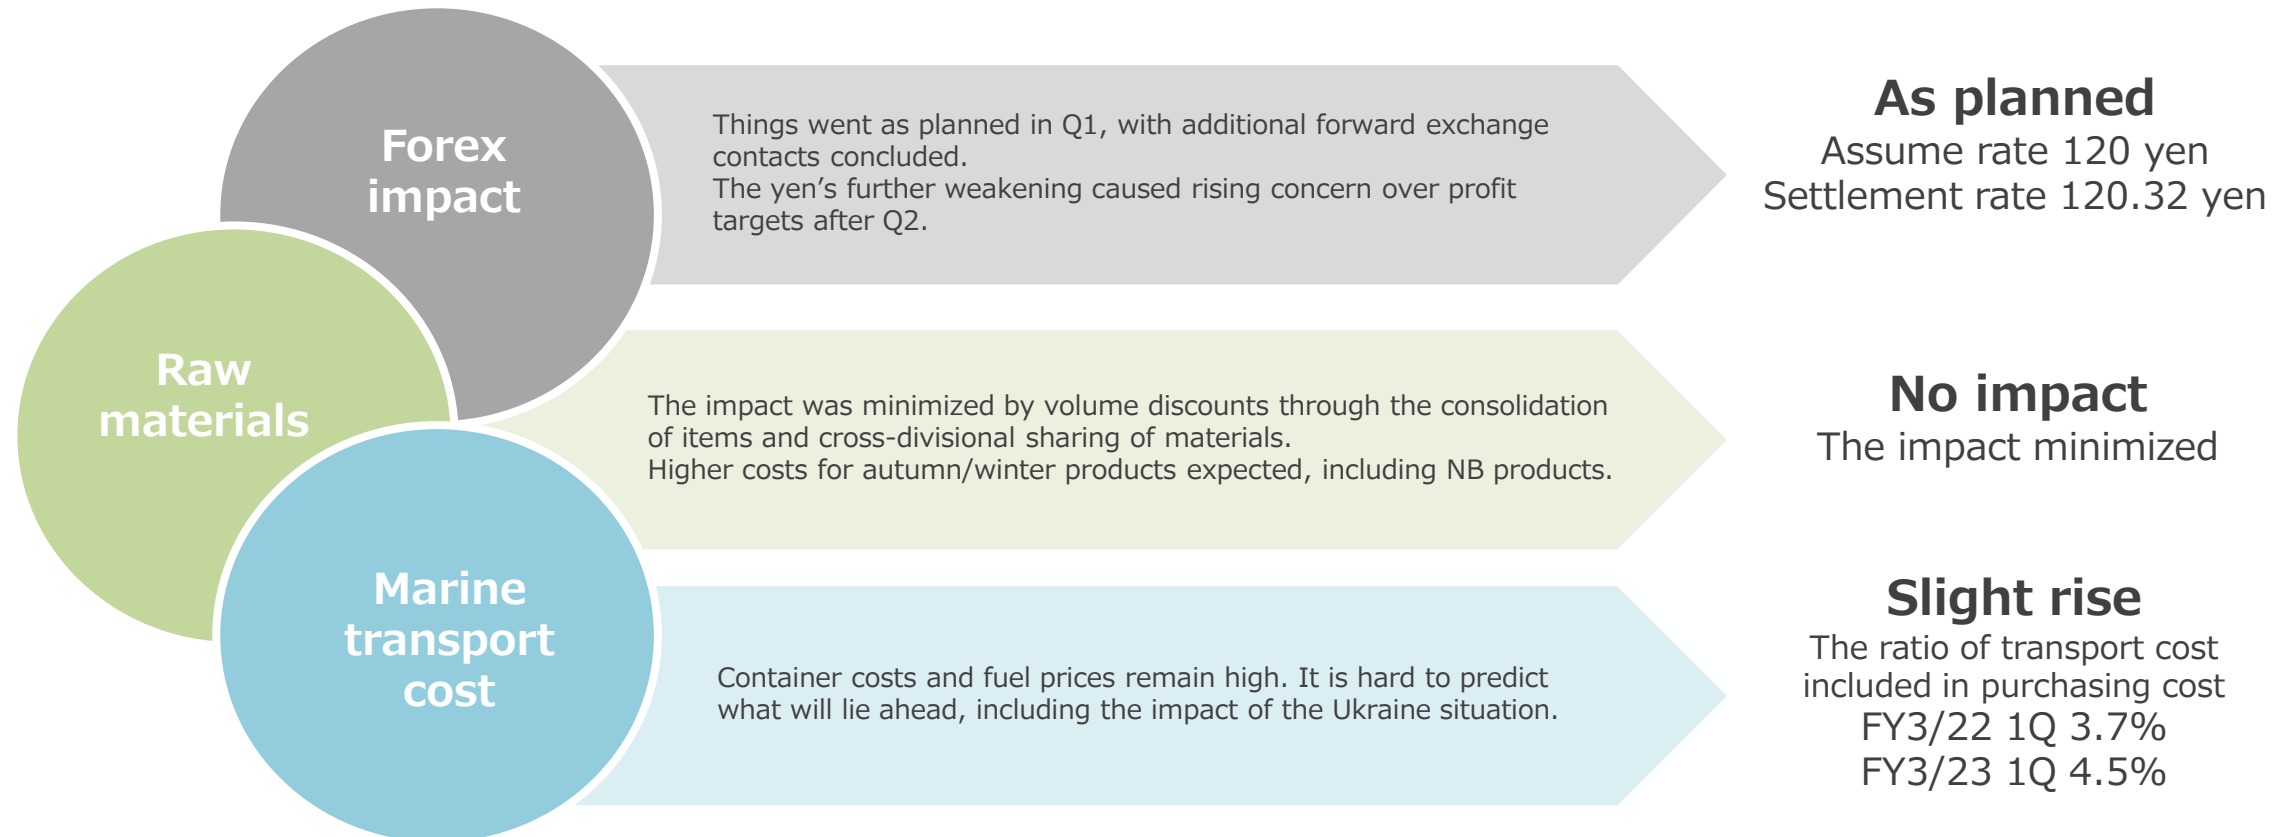 Forex
impact
Things went as planned in Q1, with additional forward exchange
contacts concluded.
The yen’s further weakening caused rising concern over profit
targets after Q2.
As planned
Assume rate 120 yen
Settlement rate 120.32 yen
Raw
materials
The impact was minimized by volume discounts through the consolidation
of items and cross-divisional sharing of materials.
Higher costs for autumn/winter products expected, including NB products.
No impact
The impact minimized
Marine
transport
cost
Container costs and fuel prices remain high. It is hard to predict
what will lie ahead, including the impact of the Ukraine situation.
Slight rise
The ratio of transport cost
included in purchasing cost
FY3/22 1Q 3.7%
FY3/23 1Q 4.5%